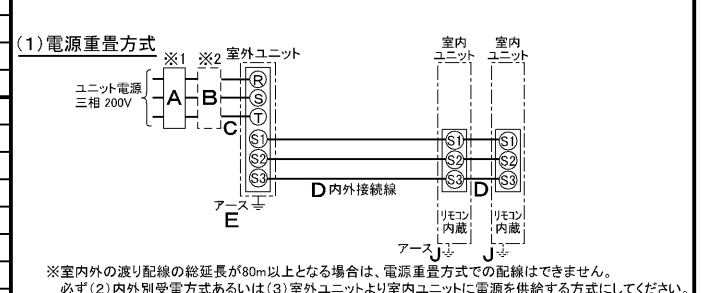 (1)電源重畳方式
※1 ※2 室外ユニット 室内 室内
ユニット ユニット
ユニット電源
三相 200V
A B
R
S
T
C
S1 S1 S1
S2 S2 S2
S3 S3 S3
D 内外接続線 D
アース
E
リモコン リモコン
内蔵 内蔵
アース J J
※室内外の渡り配線の総延長が80m以上となる場合は、電源重畳方式での配線はできません。
必ず(2)内外別受電方式あるいは(3)室外ユニットより室内ユニットに電源を供給する方式にしてください。